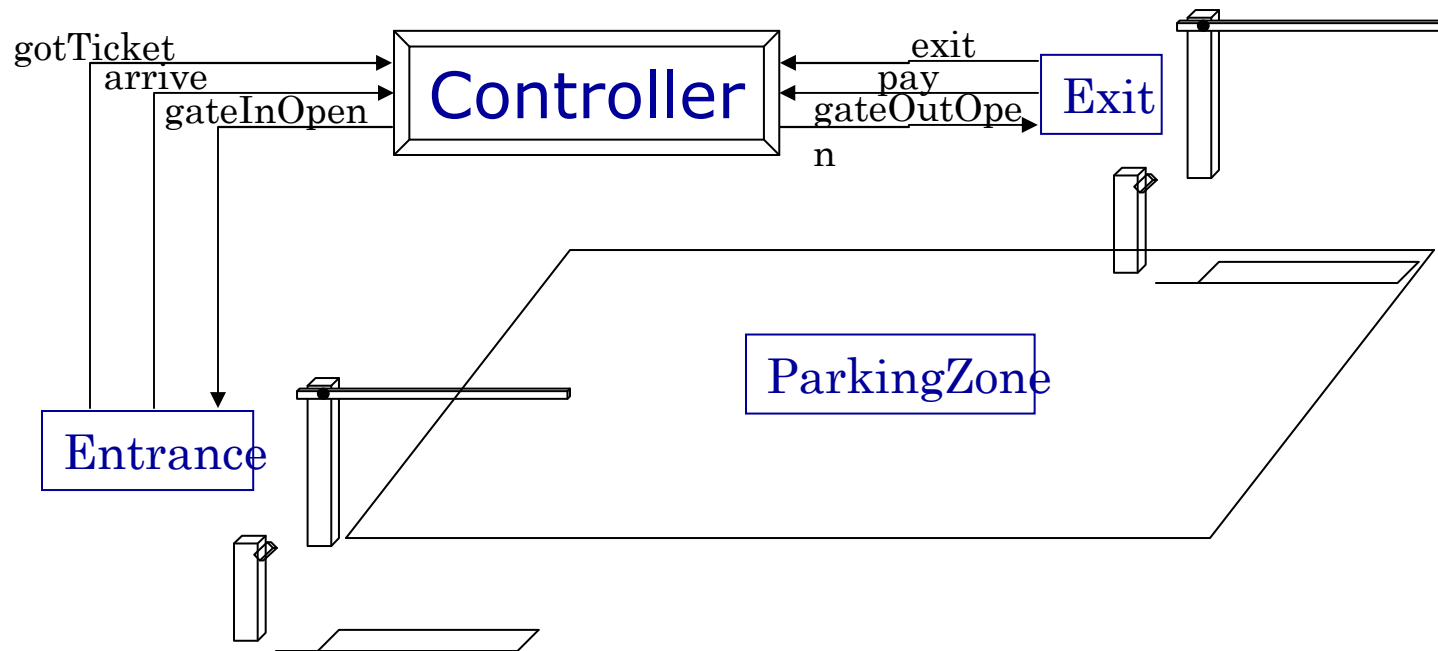 gotTicket
arrive
gateInOpen
Controller
exit
pay
gateOutOpe
n
Exit
ParkingZone
Entrance